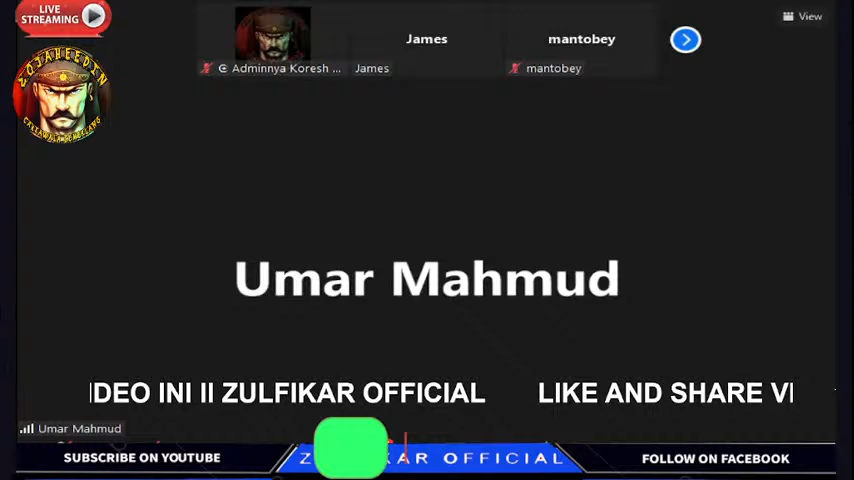 LIVE
STREAMING
View
James
mantobey
Adminnya Koresh ...
James
mantobey
Umar Mahmud
IDEO INI II ZULFIKAR OFFICIAL
LIKE AND SHARE VI
Umar Mahmud
SUBSCRIBE ON YOUTUBE
OFFICIAL
FOLLOW ON FACEBOOK